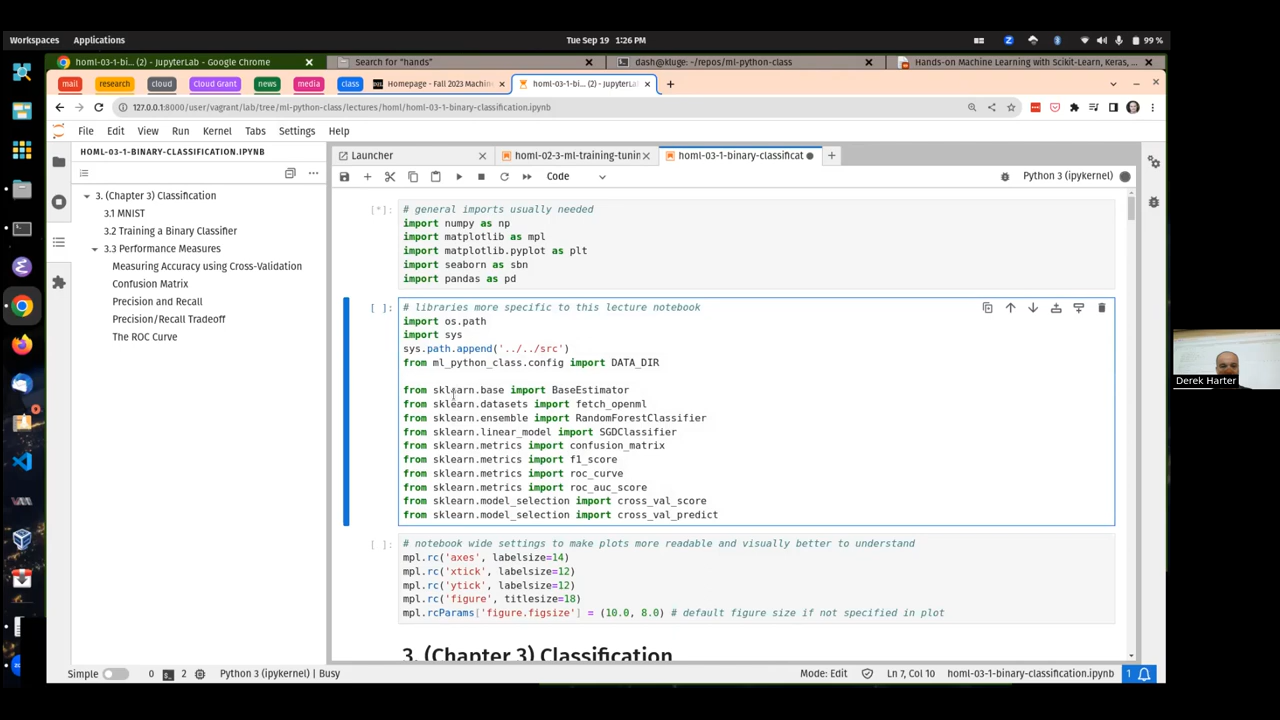 Workspaces Applications Tue Sep 19 1:26 PM 99 %
homl-03-1-bi... (2) - JupyterLab - Google Chrome Search for "hands" dash@kluge: ~/repos/ml-python-class Hands-on Machine Learning with Scikit-Learn, Keras, ...
mail research cloud Cloud Grant news media class Homepage - Fall 2023 Machin homl-03-1-bi... (2) - JupyterLa
127.0.0.1:8000/user/vagrant/lab/tree/ml-python-class/lectures/homl/homl-03-1-binary-classification.ipynb
File Edit View Run Kernel Tabs Settings Help
HOML-03-1-BINARY-CLASSIFICATION.IPYNB
3. (Chapter 3) Classification
3.1 MNIST
3.2 Training a Binary Classifier
3.3 Performance Measures
Measuring Accuracy using Cross-Validation
Confusion Matrix
Precision and Recall
Precision/Recall Tradeoff
The ROC Curve
Launcher homl-02-3-ml-training-tunin homl-03-1-binary-classificat
Code Python 3 (ipykernel)
[*]: # general imports usually needed
import numpy as np
import matplotlib as mpl
import matplotlib.pyplot as plt
import seaborn as sbn
import pandas as pd
[ ]: # libraries more specific to this lecture notebook
import os.path
import sys
sys.path.append('../../src')
from ml_python_class.config import DATA_DIR
from sklearn.base import BaseEstimator
from sklearn.datasets import fetch_openml
from sklearn.ensemble import RandomForestClassifier
from sklearn.linear_model import SGDClassifier
from sklearn.metrics import confusion_matrix
from sklearn.metrics import f1_score
from sklearn.metrics import roc_curve
from sklearn.metrics import roc_auc_score
from sklearn.model_selection import cross_val_score
from sklearn.model_selection import cross_val_predict
[ ]: # notebook wide settings to make plots more readable and visually better to understand
mpl.rc('axes', labelsize=14)
mpl.rc('xtick', labelsize=12)
mpl.rc('ytick', labelsize=12)
mpl.rc('figure', titlesize=18)
mpl.rcParams['figure.figsize'] = (10.0, 8.0) # default figure size if not specified in plot
3. (Chapter 3) Classification
Simple 0 2 Python 3 (ipykernel) | Busy Mode: Edit Ln 7, Col 10 homl-03-1-binary-classification.ipynb 1
Derek Harter